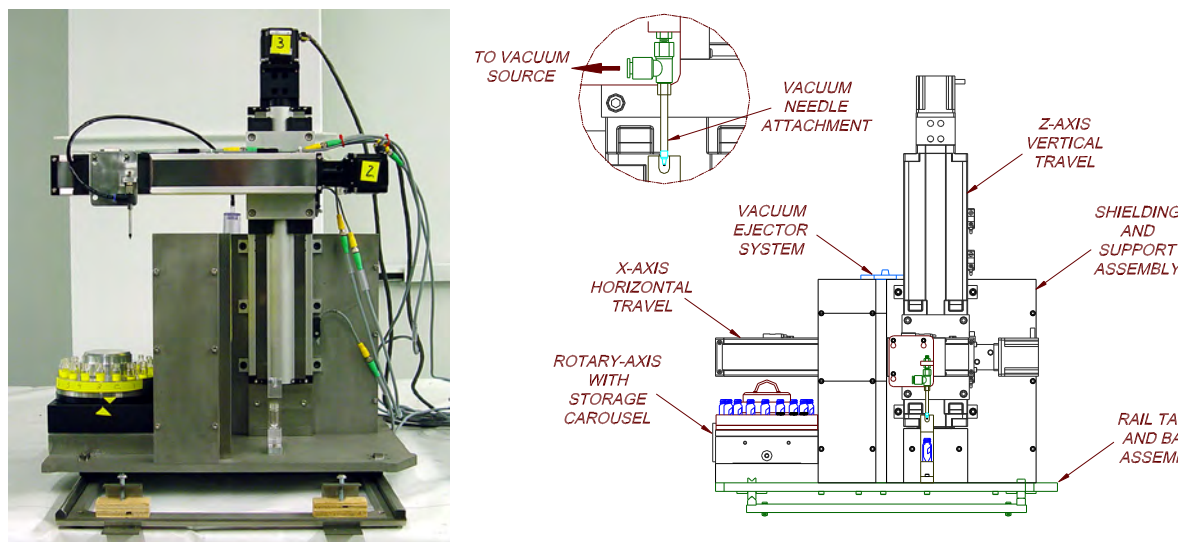 3
2
TO VACUUM
SOURCE
VACUUM
NEEDLE
ATTACHMENT
Z-AXIS
VERTICAL
TRAVEL
VACUUM
EJECTOR
SYSTEM
SHIELDING
AND
SUPPORT
ASSEMBLY
X-AXIS
HORIZONTAL
TRAVEL
ROTARY-AXIS
WITH
STORAGE
CAROUSEL
RAIL TA
AND BA
ASSEM